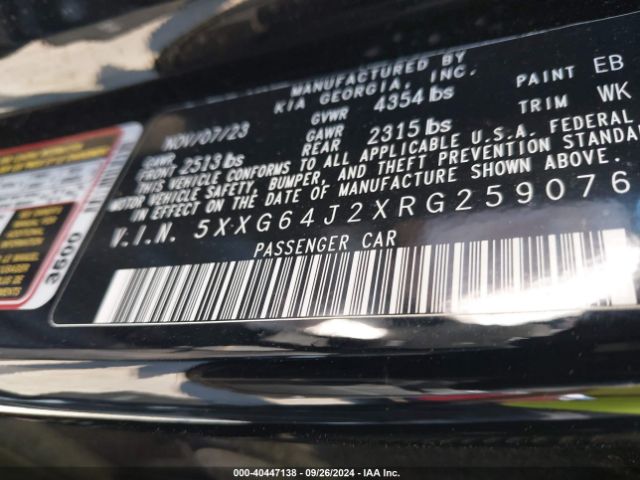 MANUFACTURED BY
KIA GEORGIA, INC.
NOV/07/23 GVWR 4354 lbs PAINT EB
GAWR FRONT 2513 lbs GAWR REAR 2315 lbs TRIM WK
THIS VEHICLE CONFORMS TO ALL APPLICABLE U.S.A. FEDERAL
MOTOR VEHICLE SAFETY, BUMPER, AND THEFT PREVENTION STANDA
IN EFFECT ON THE DATE OF MANUFACTURE SHOWN ABOVE.
V.I.N. 5XXG64J2XRG259076
PASSENGER CAR
3600
000-40447138 - 09/26/2024 - IAA Inc.